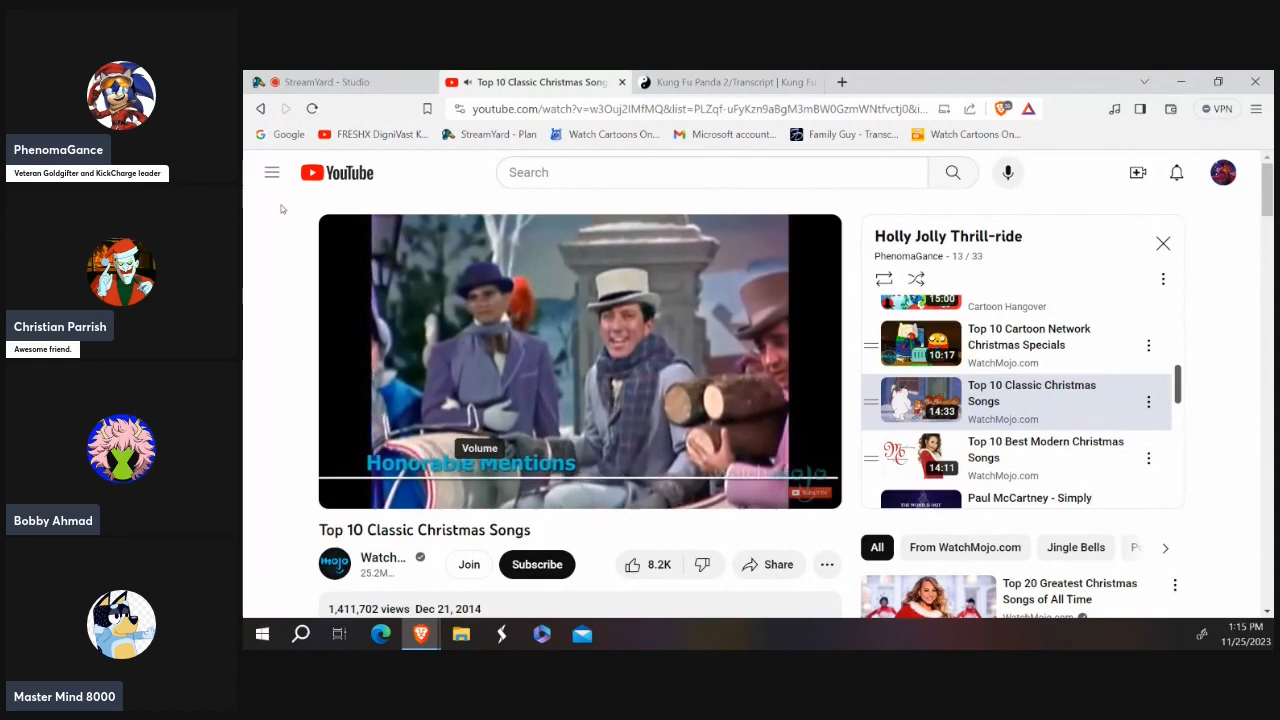 PhenomaGance
Veteran Goldgifter and KickCharge leader
Christian Parrish
Awesome friend.
Bobby Ahmad
Master Mind 8000
StreamYard - Studio
Top 10 Classic Christmas Song
Kung Fu Panda 2/Transcript | Kung Fu
youtube.com/watch?v=w3Ouj2IMfMQ&list=PLZqf-uFyKzn9aBgM3mBW0GzmWNtfvctj0&i...
VPN
Google
FRESHX DigniVast K...
StreamYard - Plan
Watch Cartoons On...
Microsoft account...
Family Guy - Transc...
Watch Cartoons On...
YouTube
Search
Honorable Mentions
Volume
watchmojo
Subscribe
Top 10 Classic Christmas Songs
mojo
Watch...
25.2M...
Join
Subscribe
8.2K
Share
1,411,702 views Dec 21, 2014
Holly Jolly Thrill-ride
PhenomaGance - 13 / 33
15:00
Cartoon Hangover
10:17
Top 10 Cartoon Network
Christmas Specials
WatchMojo.com
14:33
Top 10 Classic Christmas
Songs
WatchMojo.com
14:11
Top 10 Best Modern Christmas
Songs
WatchMojo.com
Paul McCartney - Simply
All
From WatchMojo.com
Jingle Bells
Top 20 Greatest Christmas
Songs of All Time
WatchMojo.com
1:15 PM
11/25/2023